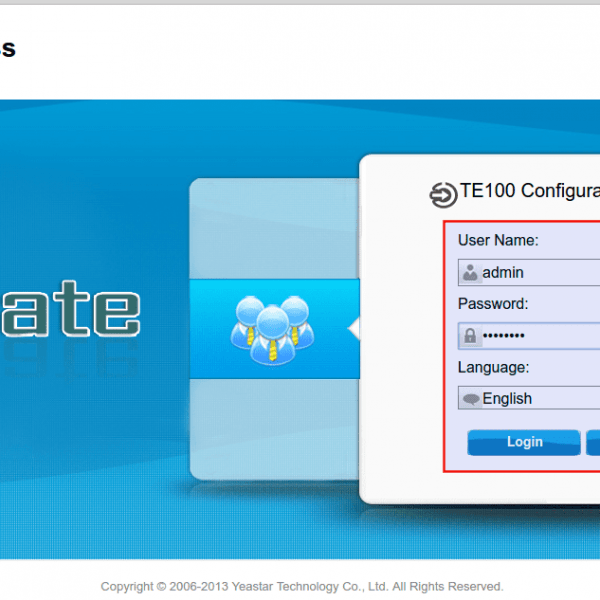 s
TE100 Configura
User Name:
admin
ate
Password:
••••••••
Language:
English
Login
Copyright © 2006-2013 Yeastar Technology Co., Ltd. All Rights Reserved.